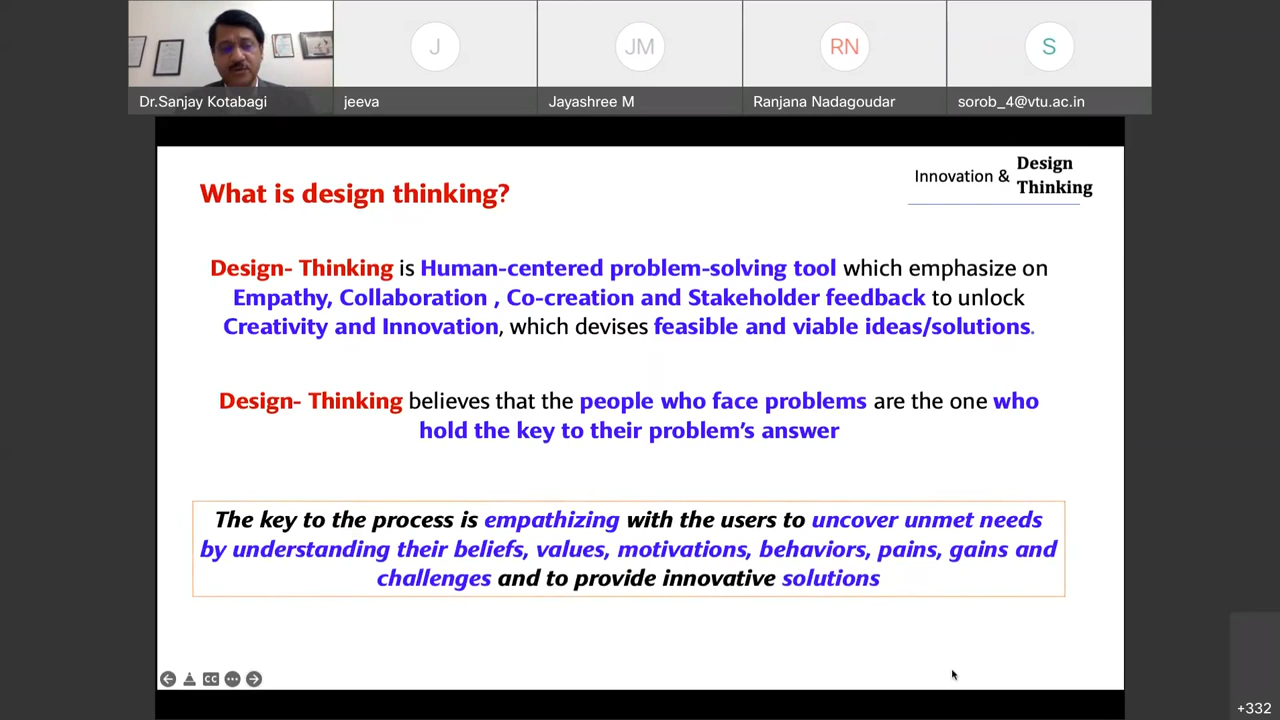 J
JM
RN
S
Dr.Sanjay Kotabagi
jeeva
Jayashree M
Ranjana Nadagoudar
sorob_4@vtu.ac.in
What is design thinking?
Innovation & Design
Thinking
Design- Thinking is Human-centered problem-solving tool which emphasize on
Empathy, Collaboration , Co-creation and Stakeholder feedback to unlock
Creativity and Innovation, which devises feasible and viable ideas/solutions.
Design- Thinking believes that the people who face problems are the one who
hold the key to their problem’s answer
The key to the process is empathizing with the users to uncover unmet needs
by understanding their beliefs, values, motivations, behaviors, pains, gains and
challenges and to provide innovative solutions
CC
+332